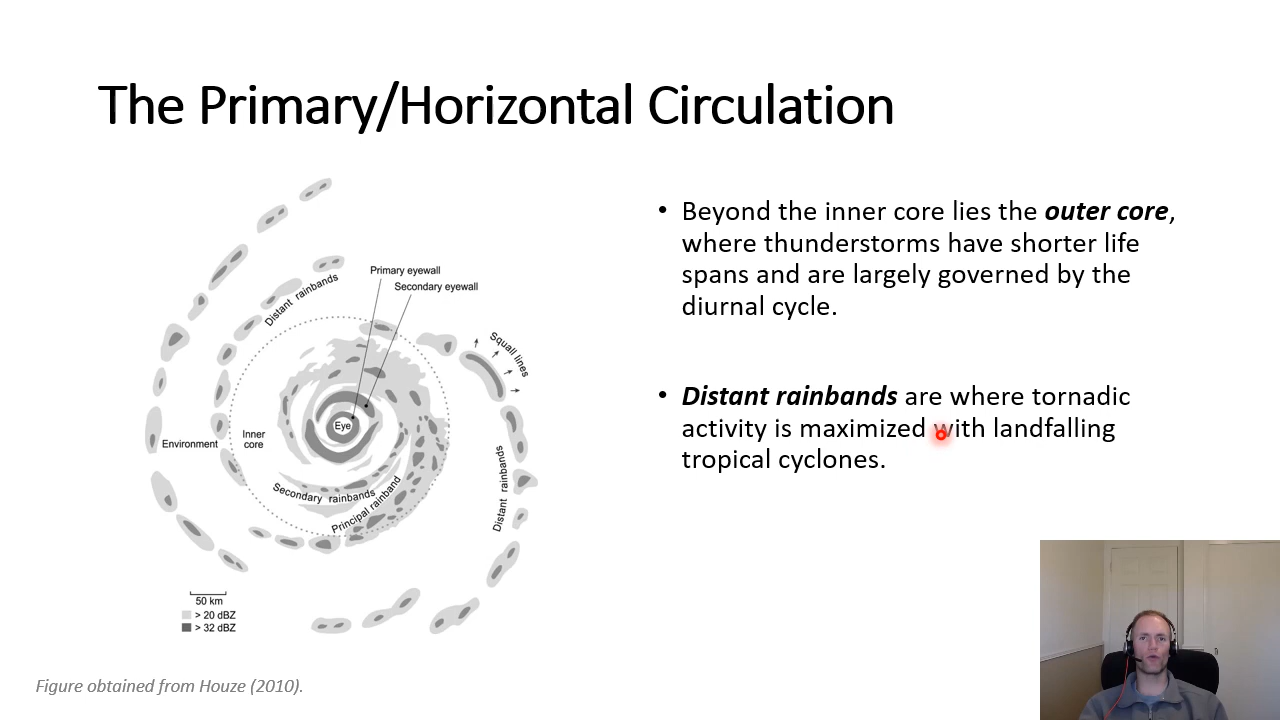 The Primary/Horizontal Circulation
Primary eyewall
Secondary eyewall
Distant rainbands
Squall lines
Eye
Environment
Inner
core
Secondary rainbands
Principal rainband
Distant rainbands
50 km
> 20 dBZ
> 32 dBZ
• Beyond the inner core lies the outer core,
where thunderstorms have shorter life
spans and are largely governed by the
diurnal cycle.
• Distant rainbands are where tornadic
activity is maximized with landfalling
tropical cyclones.
Figure obtained from Houze (2010).